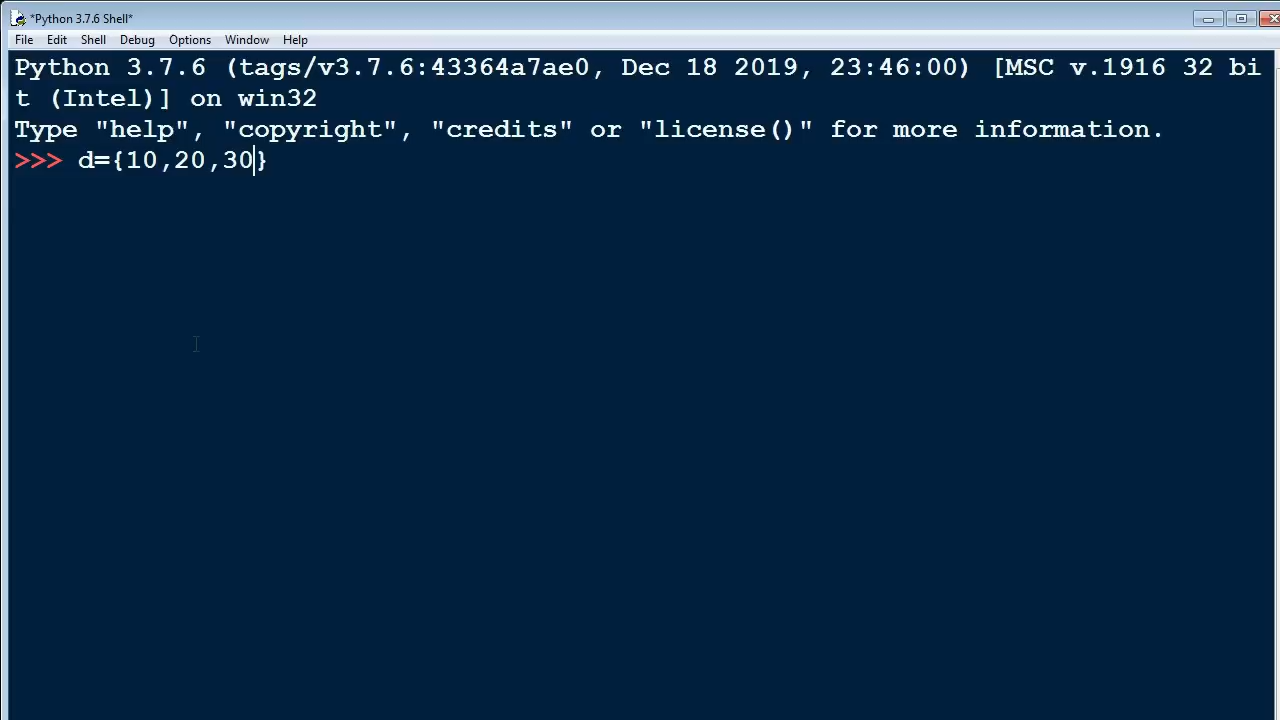 *Python 3.7.6 Shell*
File Edit Shell Debug Options Window Help
Python 3.7.6 (tags/v3.7.6:43364a7ae0, Dec 18 2019, 23:46:00) [MSC v.1916 32 bi
t (Intel)] on win32
Type "help", "copyright", "credits" or "license()" for more information.
>>> d={10,20,30}